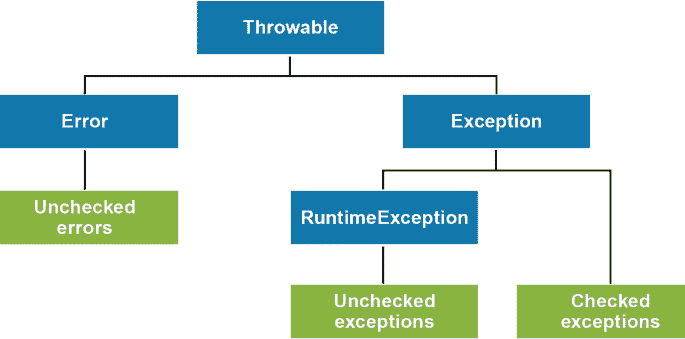 Throwable
Error
Exception
Unchecked
errors
RuntimeException
Unchecked
exceptions
Checked
exceptions